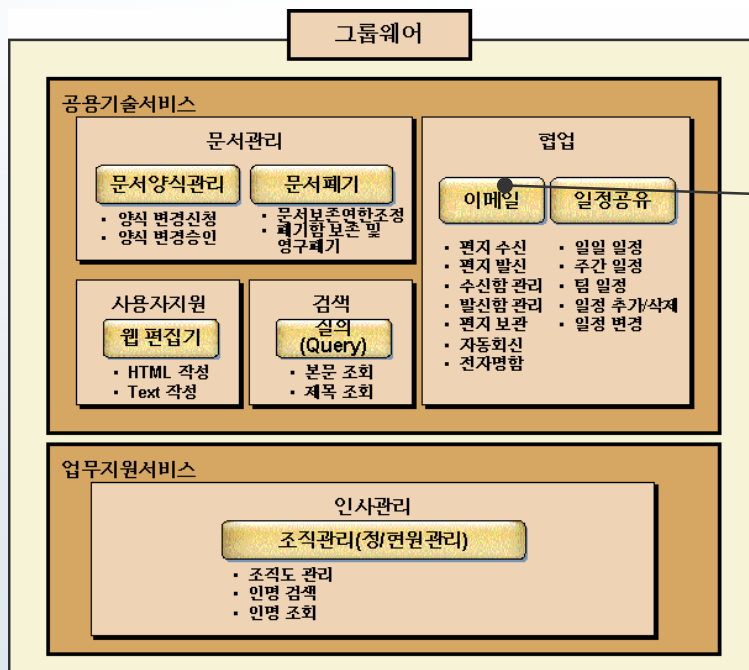 그룹웨어
공용기술서비스
문서관리
문서양식관리
▪ 양식 변경신청
▪ 양식 변경승인
문서폐기
▪ 문서보존연한조정
▪ 폐기함 보존 및
영구폐기
협업
이메일
▪ 편지 수신
▪ 편지 발신
▪ 수신함 관리
▪ 발신함 관리
▪ 편지 보관
▪ 자동회신
▪ 전자명함
일정공유
▪ 일일 일정
▪ 주간 일정
▪ 팀 일정
▪ 일정 추가/삭제
▪ 일정 변경
사용자지원
웹 편집기
▪ HTML 작성
▪ Text 작성
검색
질의
(Query)
▪ 본문 조회
▪ 제목 조회
업무지원서비스
인사관리
조직관리(정/현원관리)
▪ 조직도 관리
▪ 인명 검색
▪ 인명 조회